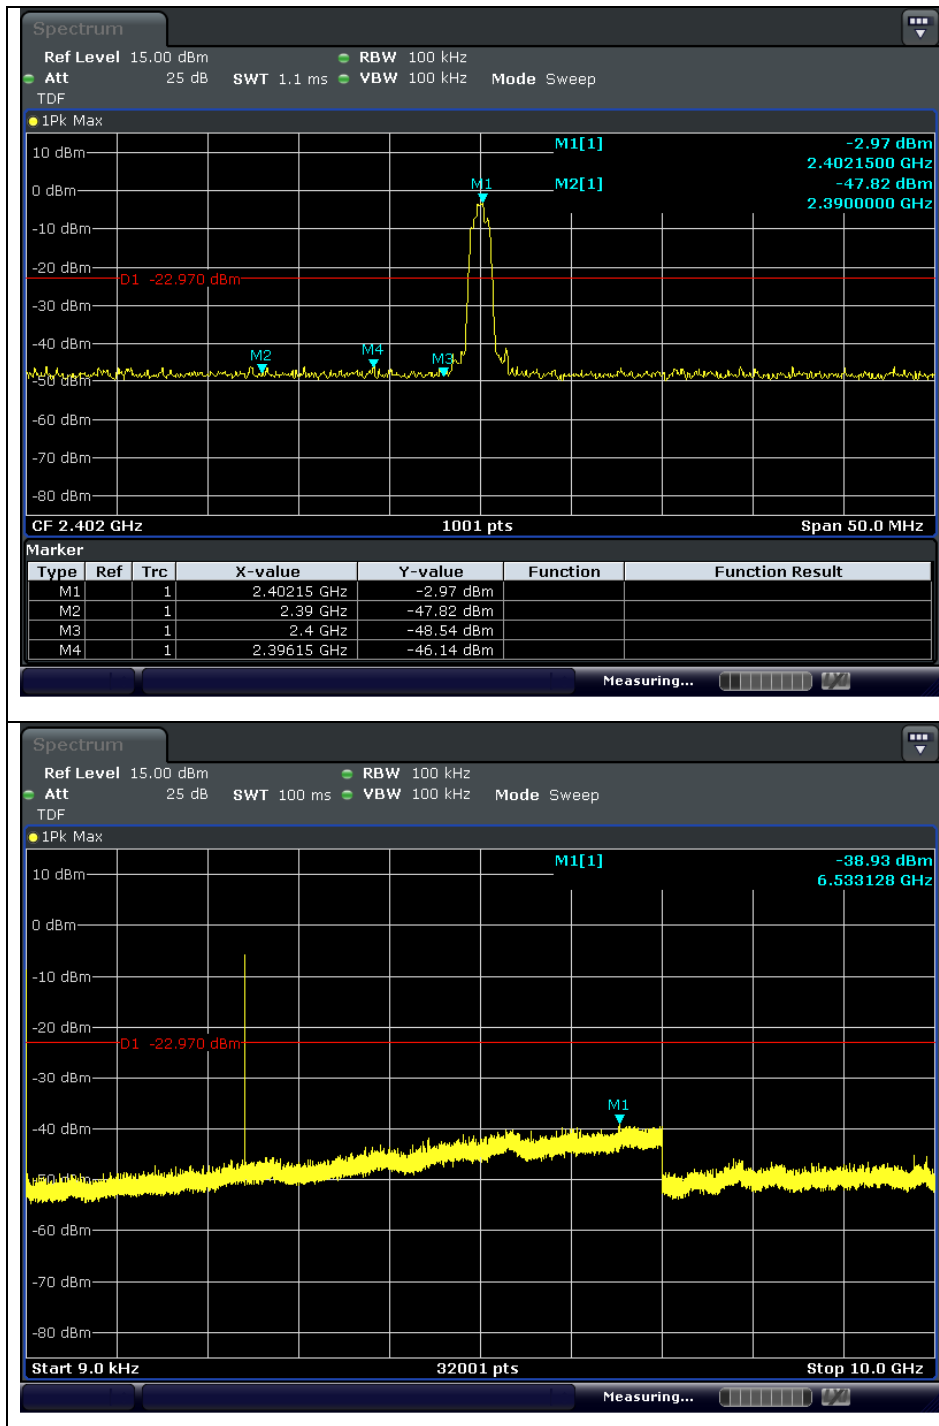 Spectrum
Ref Level 15.00 dBm RBW 100 kHz
Att 25 dB SWT 1.1 ms VBW 100 kHz Mode Sweep
TDF
1Pk Max
M1[1] -2.97 dBm
2.4021500 GHz
M2[1] -47.82 dBm
2.3900000 GHz
10 dBm
0 dBm
M1
-10 dBm
-20 dBm
D1 -22.970 dBm
-30 dBm
-40 dBm
M2 M4 M3
-50 dBm
-60 dBm
-70 dBm
-80 dBm
CF 2.402 GHz 1001 pts Span 50.0 MHz
Marker
Type Ref Trc X-value Y-value Function Function Result
M1 1 2.40215 GHz -2.97 dBm
M2 1 2.39 GHz -47.82 dBm
M3 1 2.4 GHz -48.54 dBm
M4 1 2.39615 GHz -46.14 dBm
Measuring...
Spectrum
Ref Level 15.00 dBm RBW 100 kHz
Att 25 dB SWT 100 ms VBW 100 kHz Mode Sweep
TDF
1Pk Max
M1[1] -38.93 dBm
6.533128 GHz
10 dBm
0 dBm
-10 dBm
-20 dBm
D1 -22.970 dBm
-30 dBm
M1
-40 dBm
-60 dBm
-70 dBm
-80 dBm
Start 9.0 kHz 32001 pts Stop 10.0 GHz
Measuring...